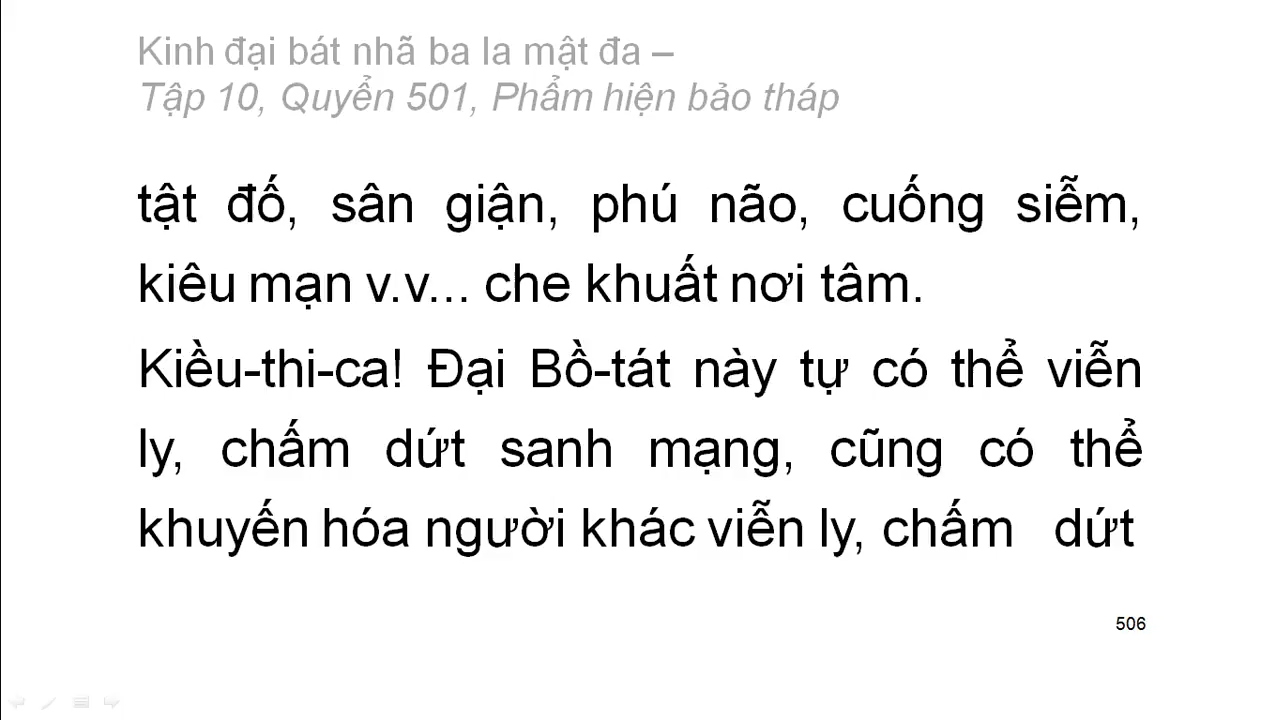 Kinh đại bát nhã ba la mật đa –
Tập 10, Quyển 501, Phẩm hiện bảo tháp
tật đố, sân giận, phú não, cuống siễm,
kiêu mạn v.v... che khuất nơi tâm.
Kiều-thi-ca! Đại Bồ-tát này tự có thể viễn
ly, chấm dứt sanh mạng, cũng có thể
khuyến hóa người khác viễn ly, chấm dứt
506